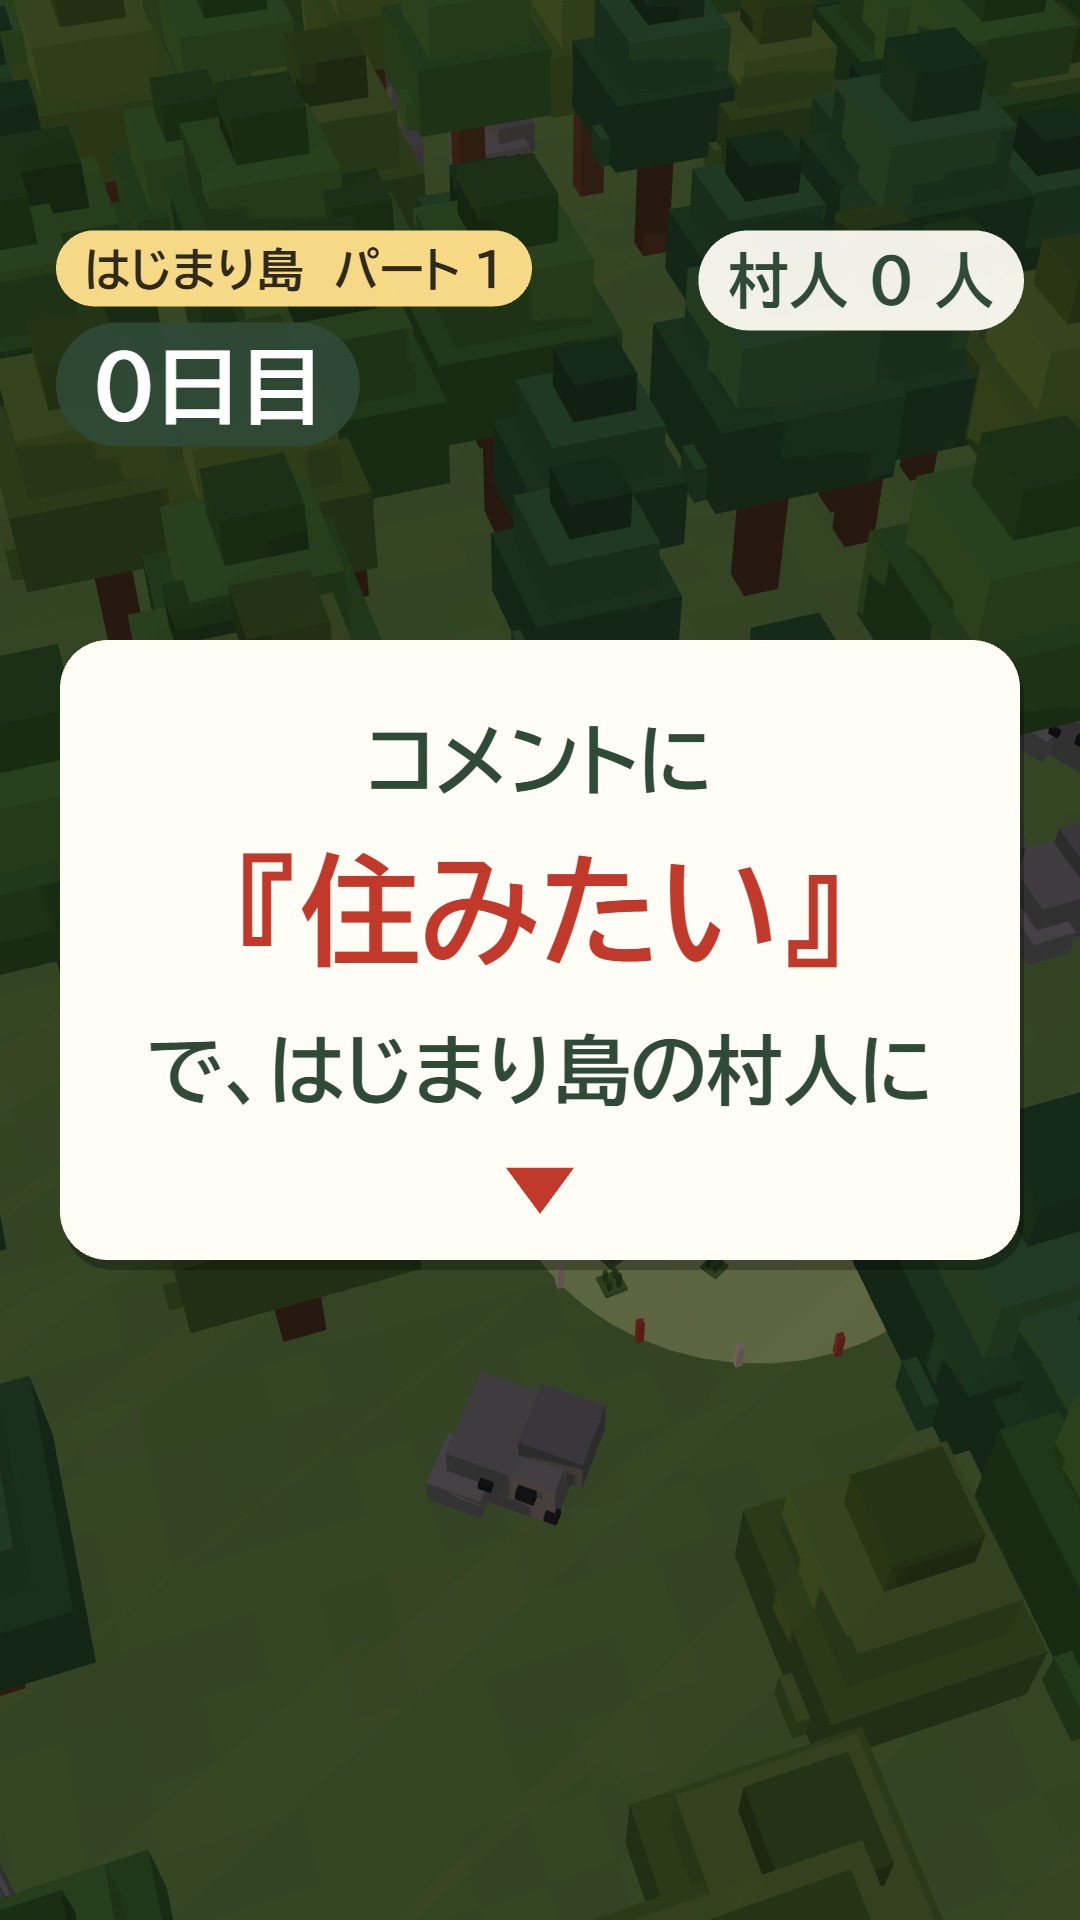 はじまり島 パート 1
村人 0 人
0日目
コメントに
『住みたい』
で、はじまり島の村人に